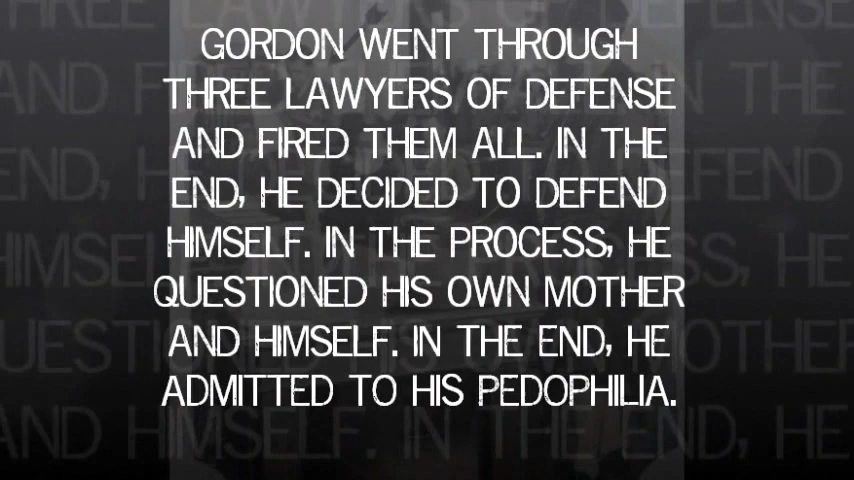 GORDON WENT THROUGH
THREE LAWYERS OF DEFENSE
AND FIRED THEM ALL. IN THE
END, HE DECIDED TO DEFEND
HIMSELF. IN THE PROCESS, HE
QUESTIONED HIS OWN MOTHER
AND HIMSELF. IN THE END, HE
ADMITTED TO HIS PEDOPHILIA.